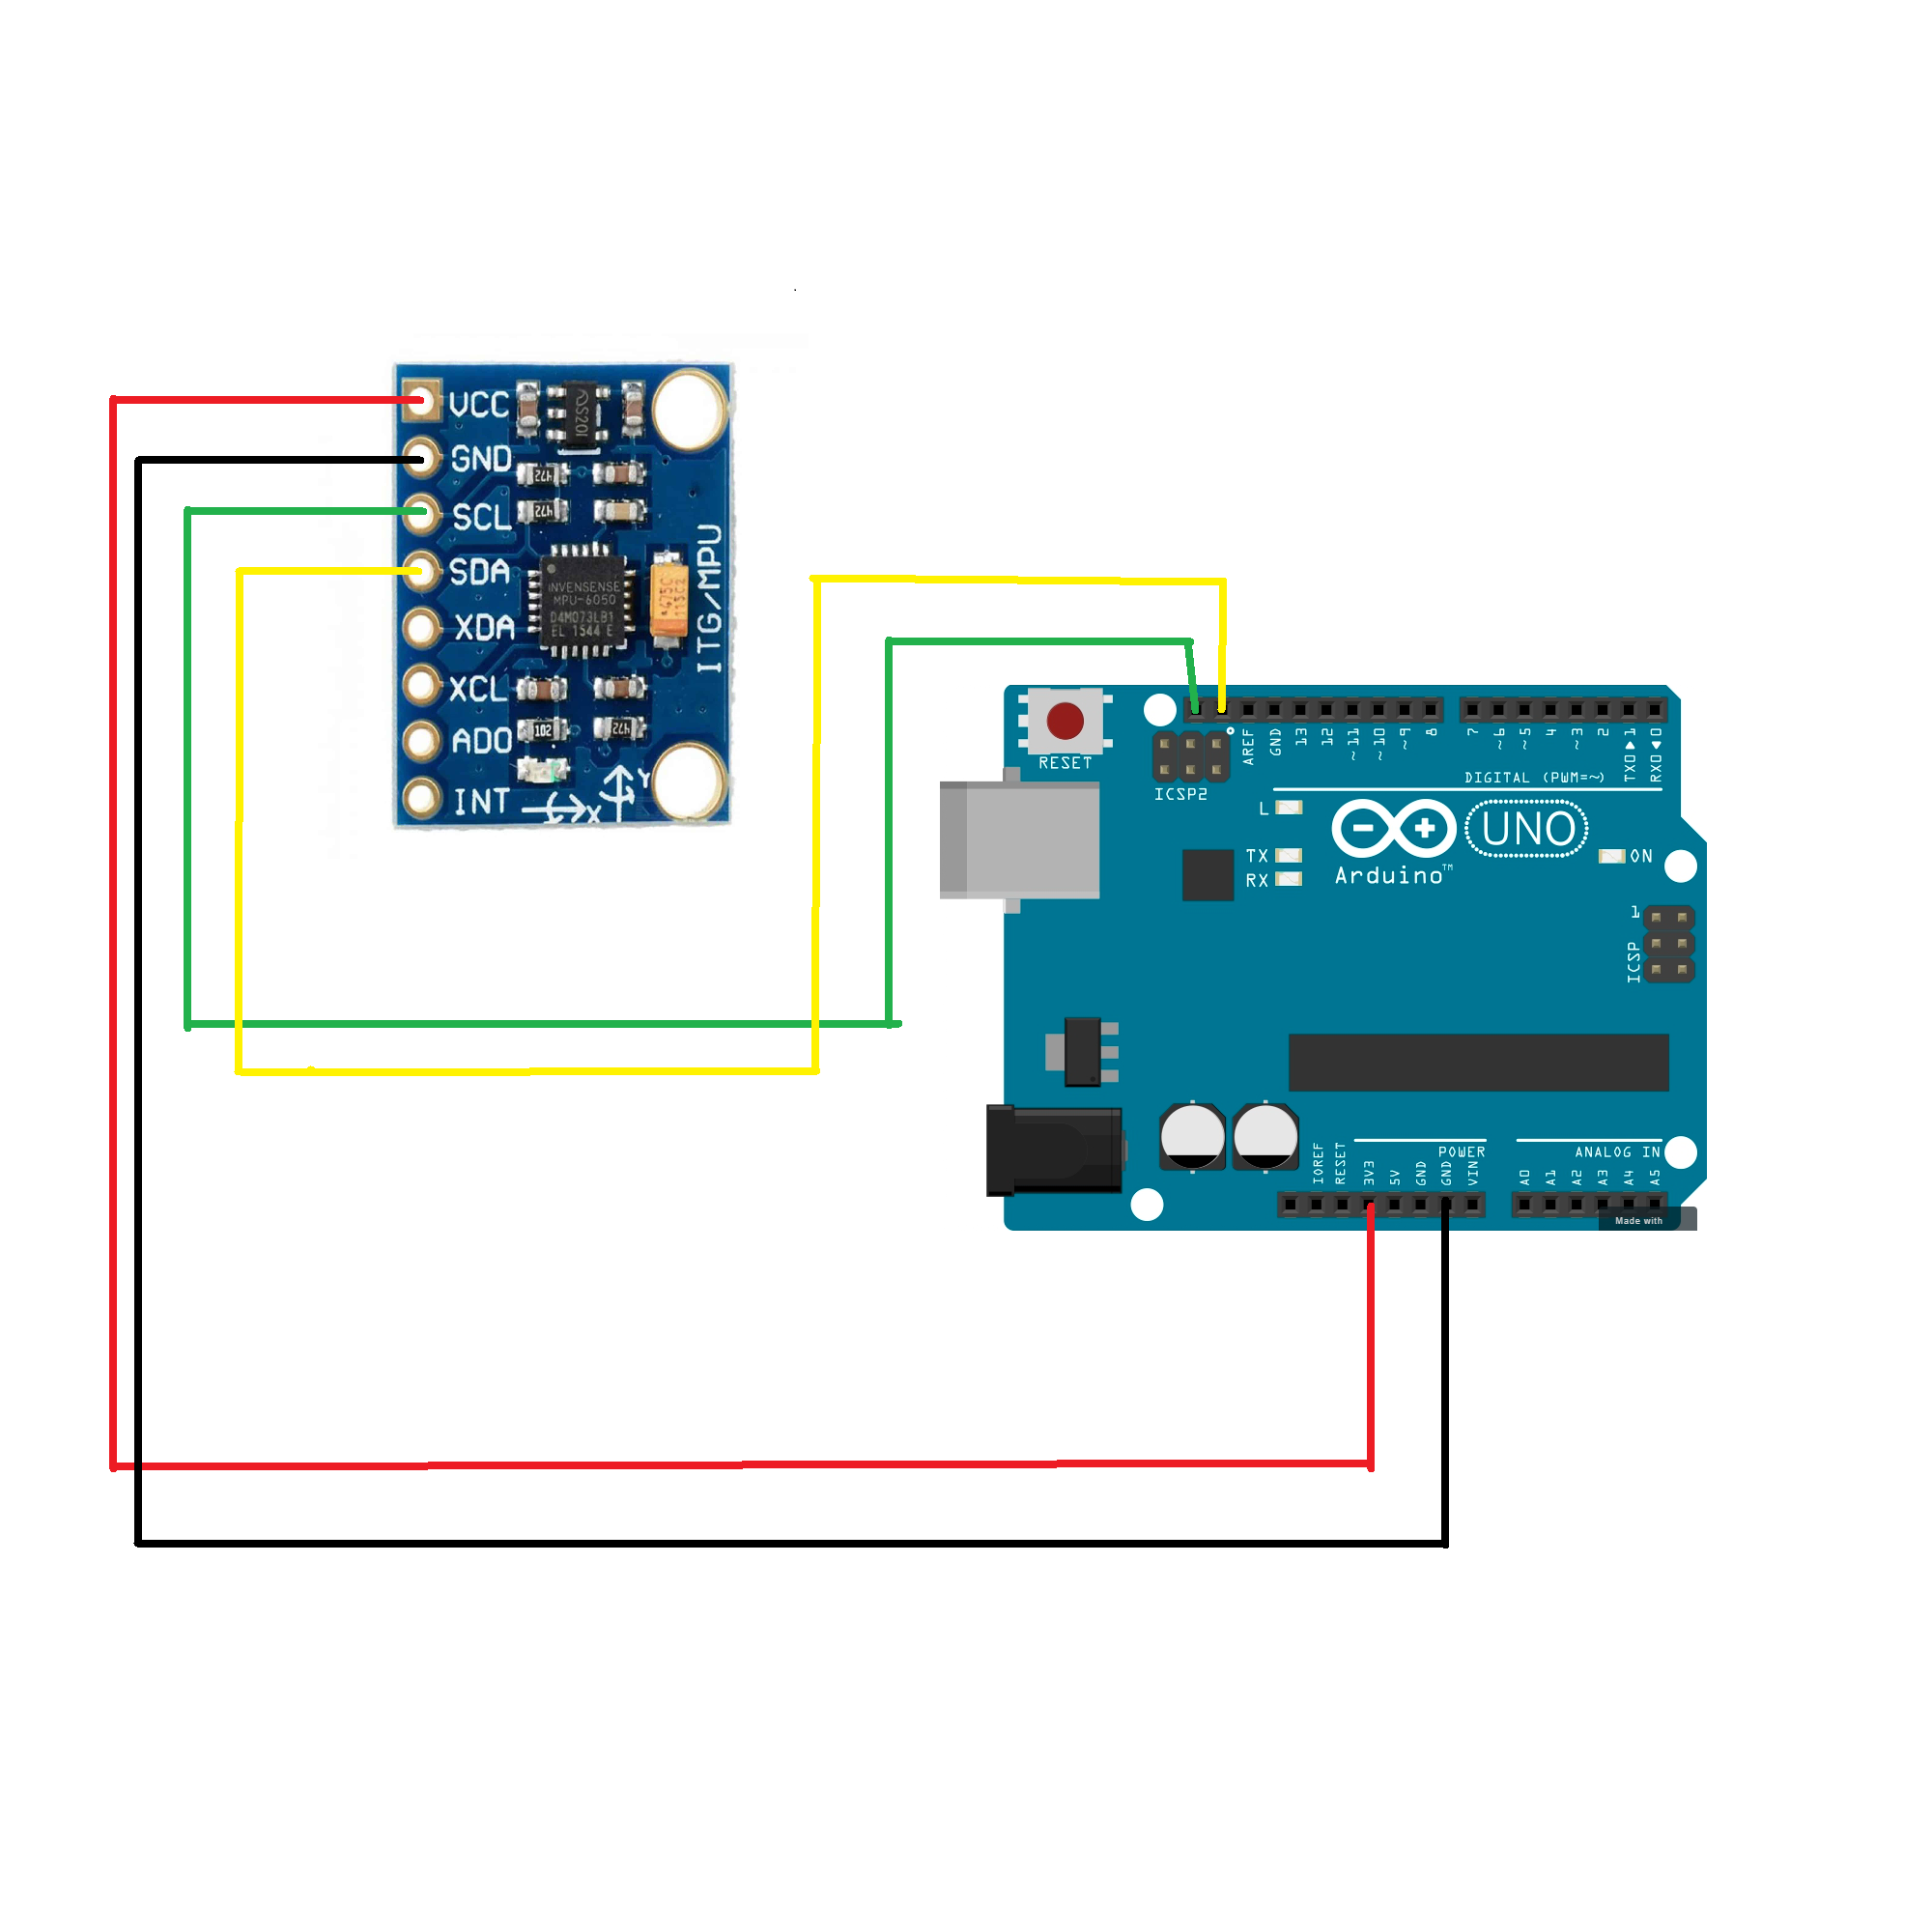 VCC
GND
SCL
SDA
XDA
XCL
ADO
INT
S20I
472
472
INVENSENSE
MPU-6050
D4M073LB1
EL 1544 E
ITG/MPU
102
472
X
Y
RESET
ICSP2
AREF
GND
13
12
~11
~10
~9
8
7
~6
~5
4
~3
2
TX0▶1
RX0◀0
DIGITAL (PWM=~)
L
TX
RX
Arduino™
UNO
ON
1
ICSP
IOREF
RESET
3V3
5V
GND
GND
VIN
POWER
ANALOG IN
A0
A1
A2
A3
A4
A5
Made with